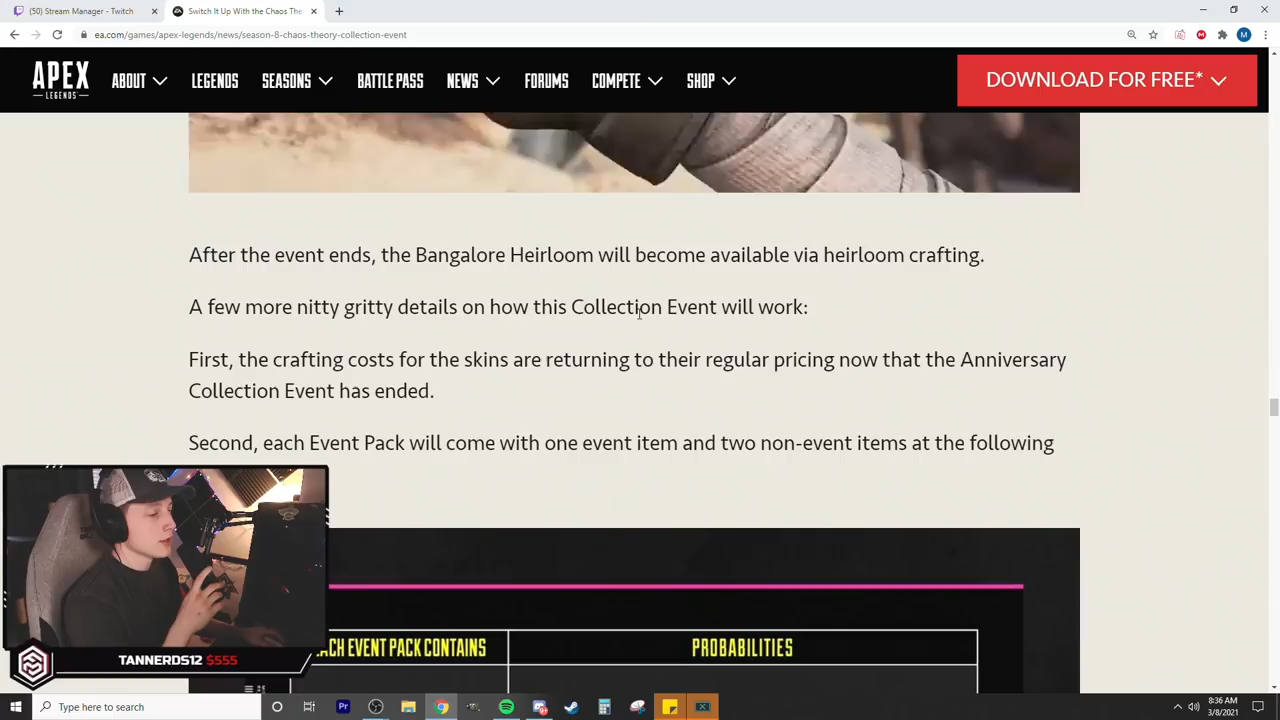 (50) Stream Manager - Twitch
Switch It Up With the Chaos The
ea.com/games/apex-legends/news/season-8-chaos-theory-collection-event
M
APEX
LEGENDS
ABOUT
LEGENDS
SEASONS
BATTLE PASS
NEWS
FORUMS
COMPETE
SHOP
DOWNLOAD FOR FREE*
After the event ends, the Bangalore Heirloom will become available via heirloom crafting.
A few more nitty gritty details on how this Collection Event will work:
First, the crafting costs for the skins are returning to their regular pricing now that the Anniversary
Collection Event has ended.
Second, each Event Pack will come with one event item and two non-event items at the following
ACH EVENT PACK CONTAINS
PROBABILITIES
TANNERDS12 $555
Type here to search
Pr
8:36 AM
3/8/2021